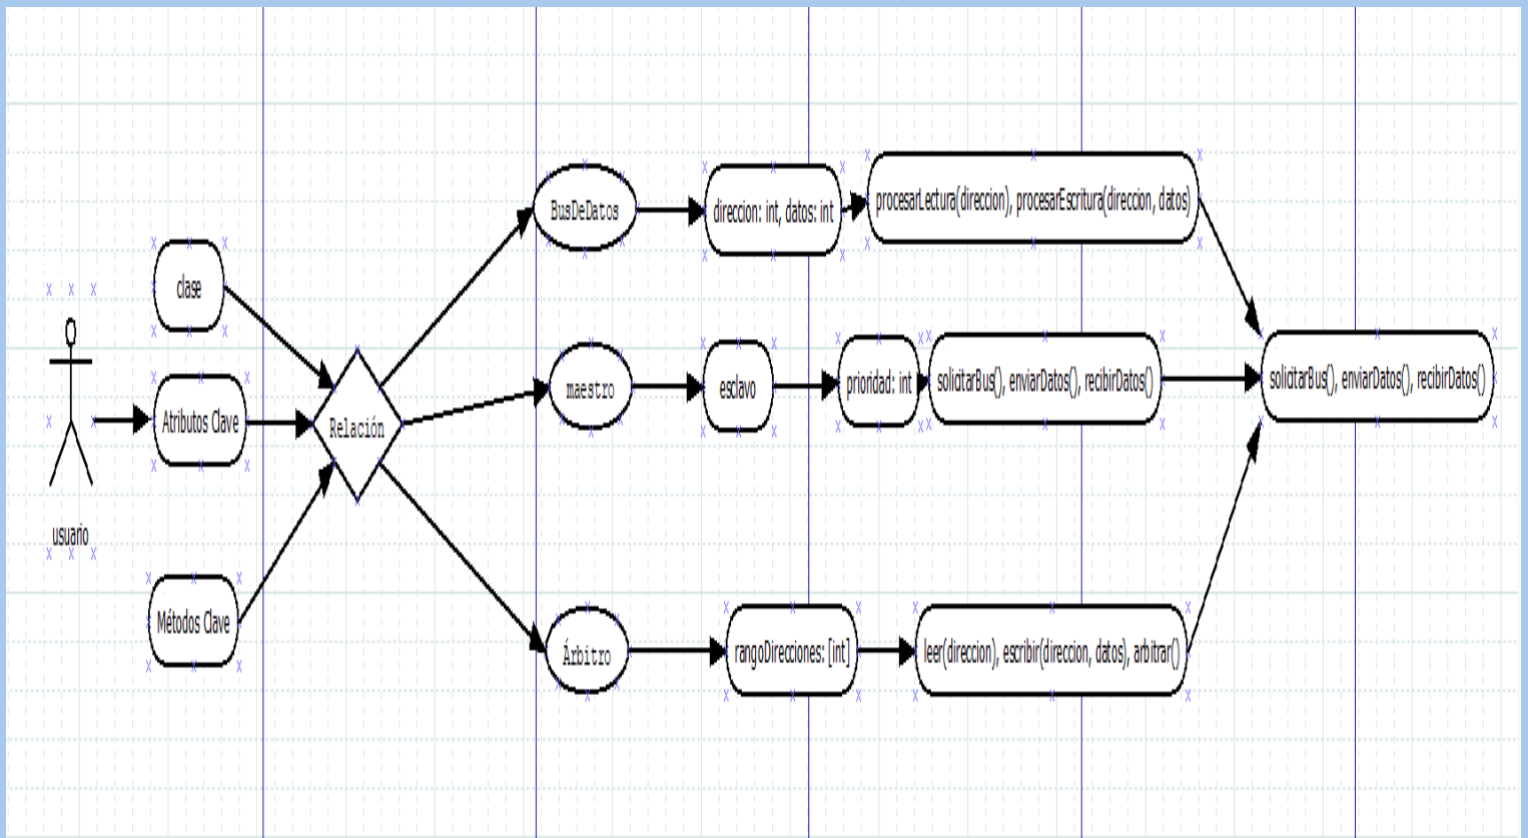 BusDeDatos
direccion: int, datos: int
procesarLectura(direccion), procesarEscritura(direccion, datos)
clase
maestro
esclavo
prioridad: int
solicitarBus(), enviarDatos(), recibirDatos()
solicitarBus(), enviarDatos(), recibirDatos()
Atributos Clave
Relación
usuario
Métodos Clave
Árbitro
rangoDirecciones: [int]
leer(direccion), escribir(direccion, datos), arbitrar()